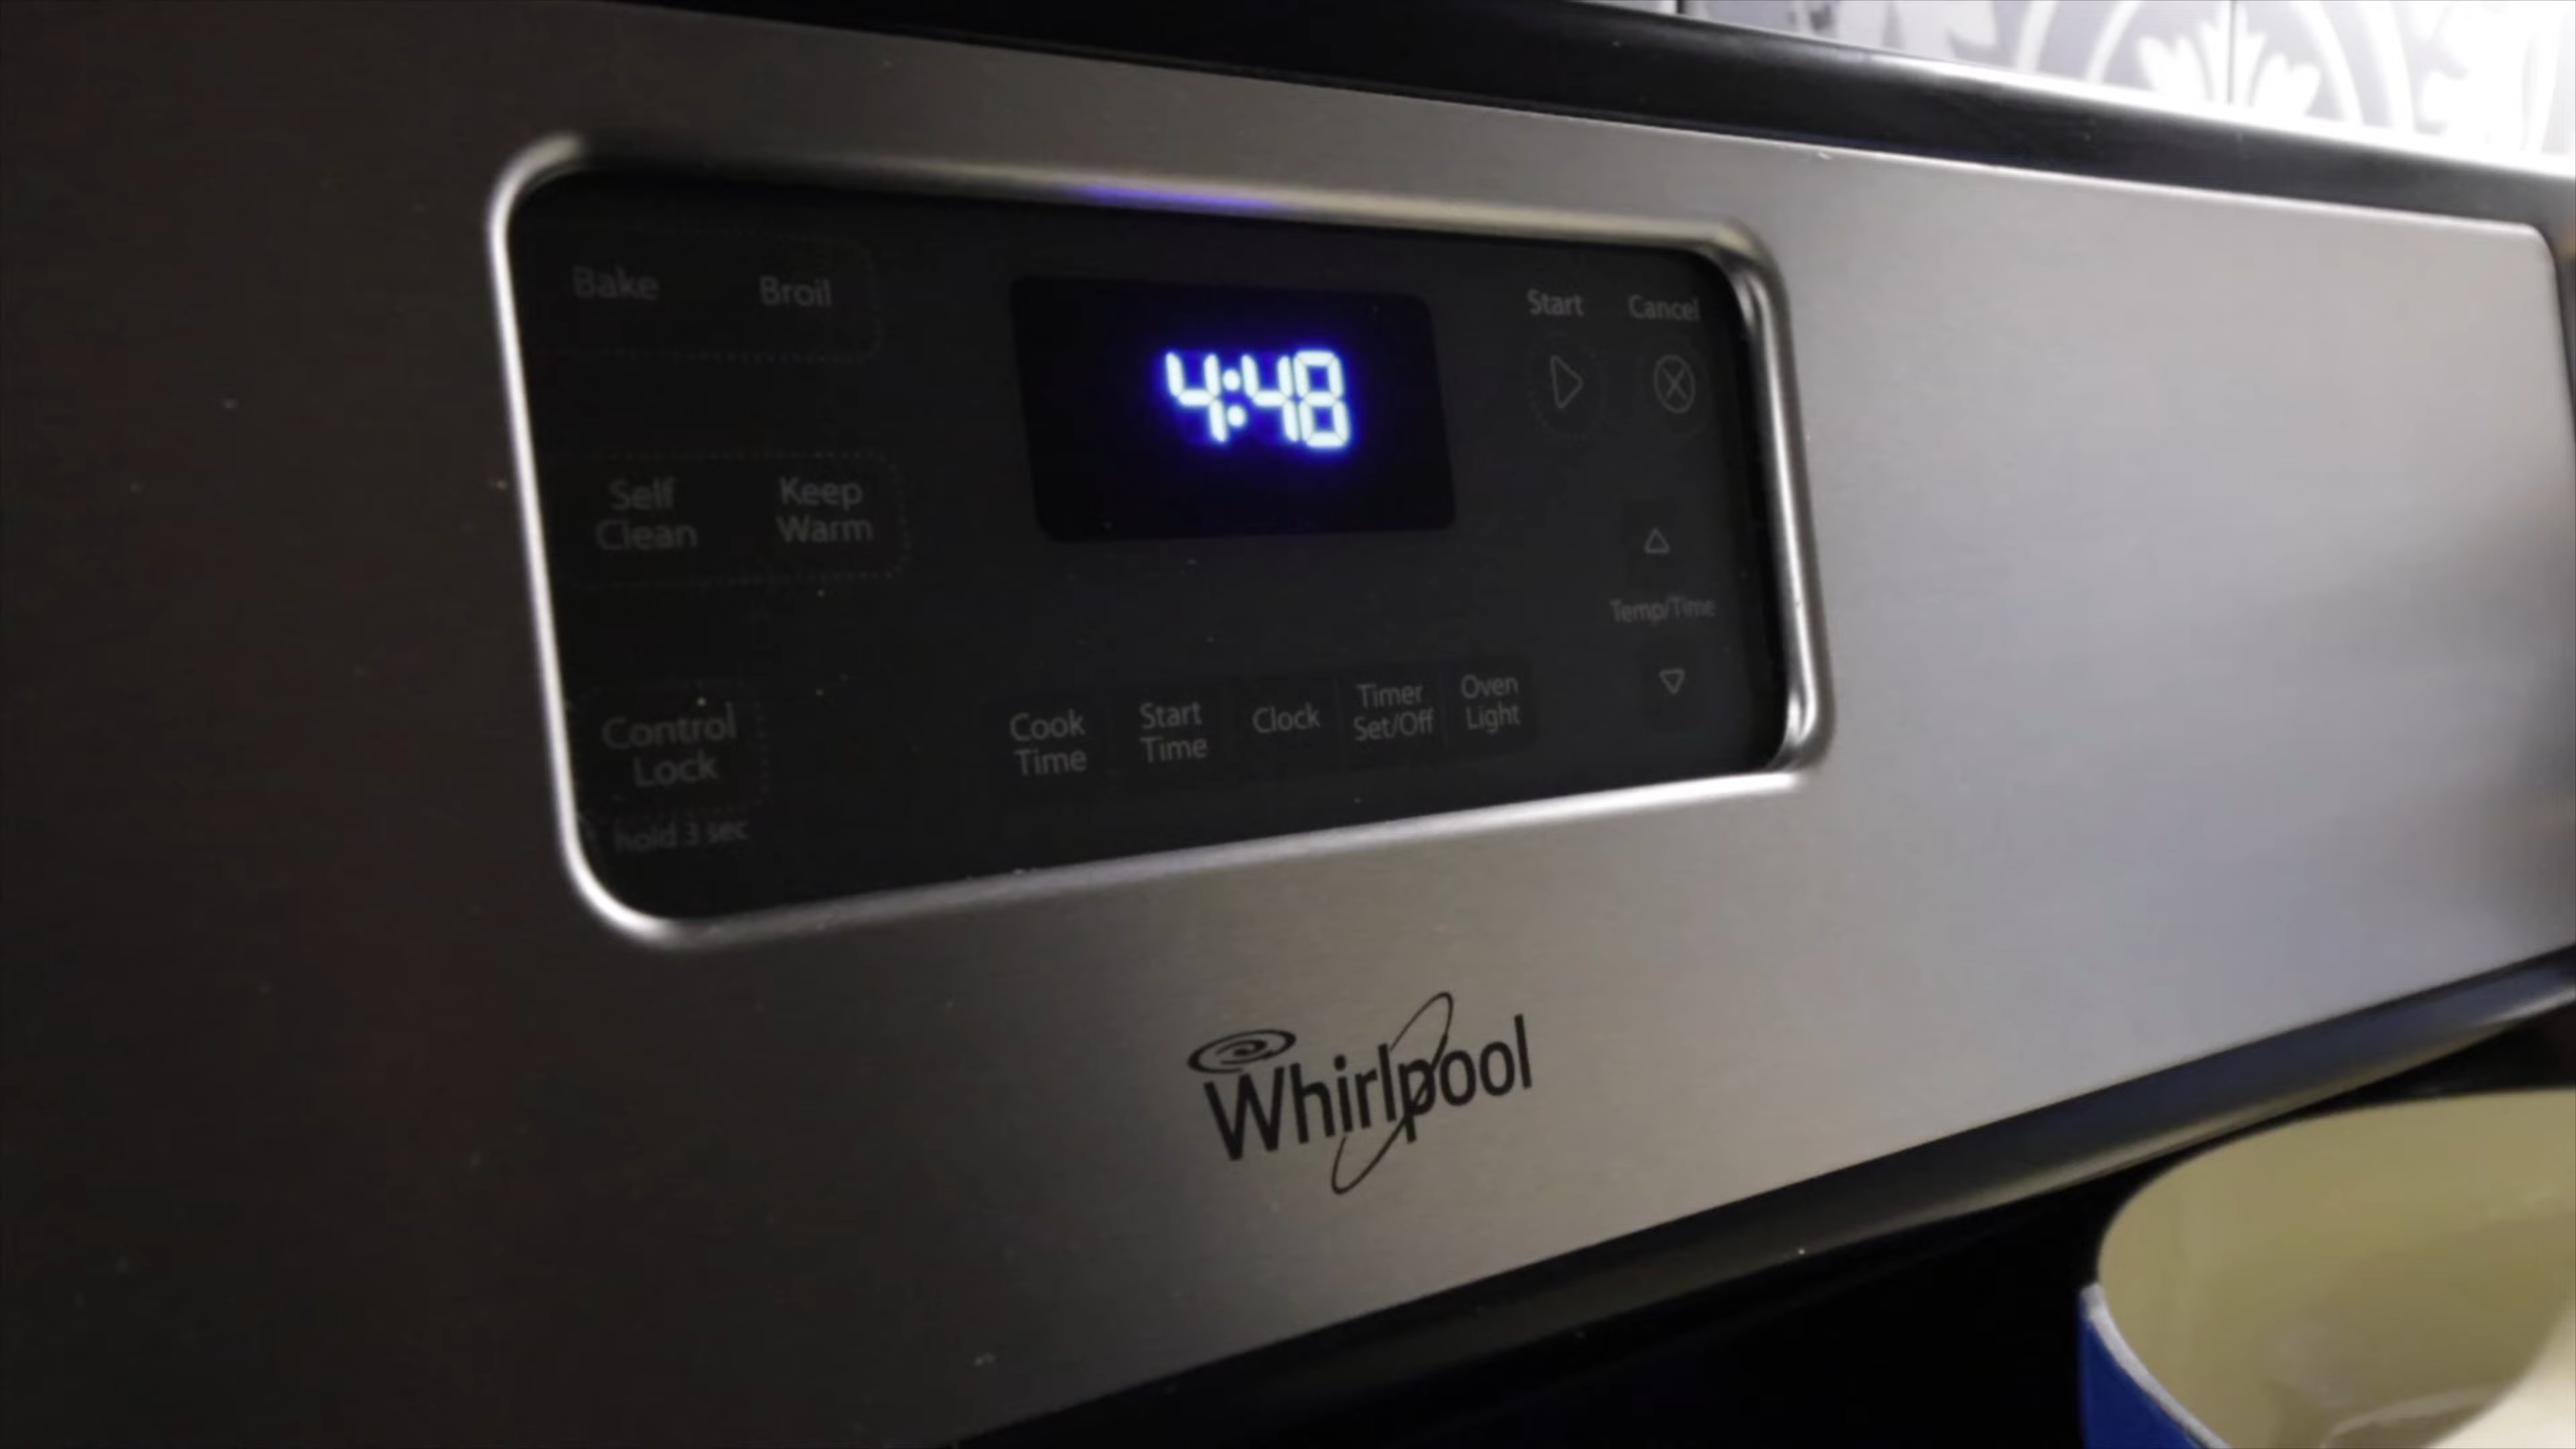 Bake Broil
4:48
Start Cancel
Self
Clean
Keep
Warm
Temp/Time
Control
Lock
hold 3 sec
Cook
Time
Start
Time
Clock
Timer
Set/Off
Oven
Light
Whirlpool